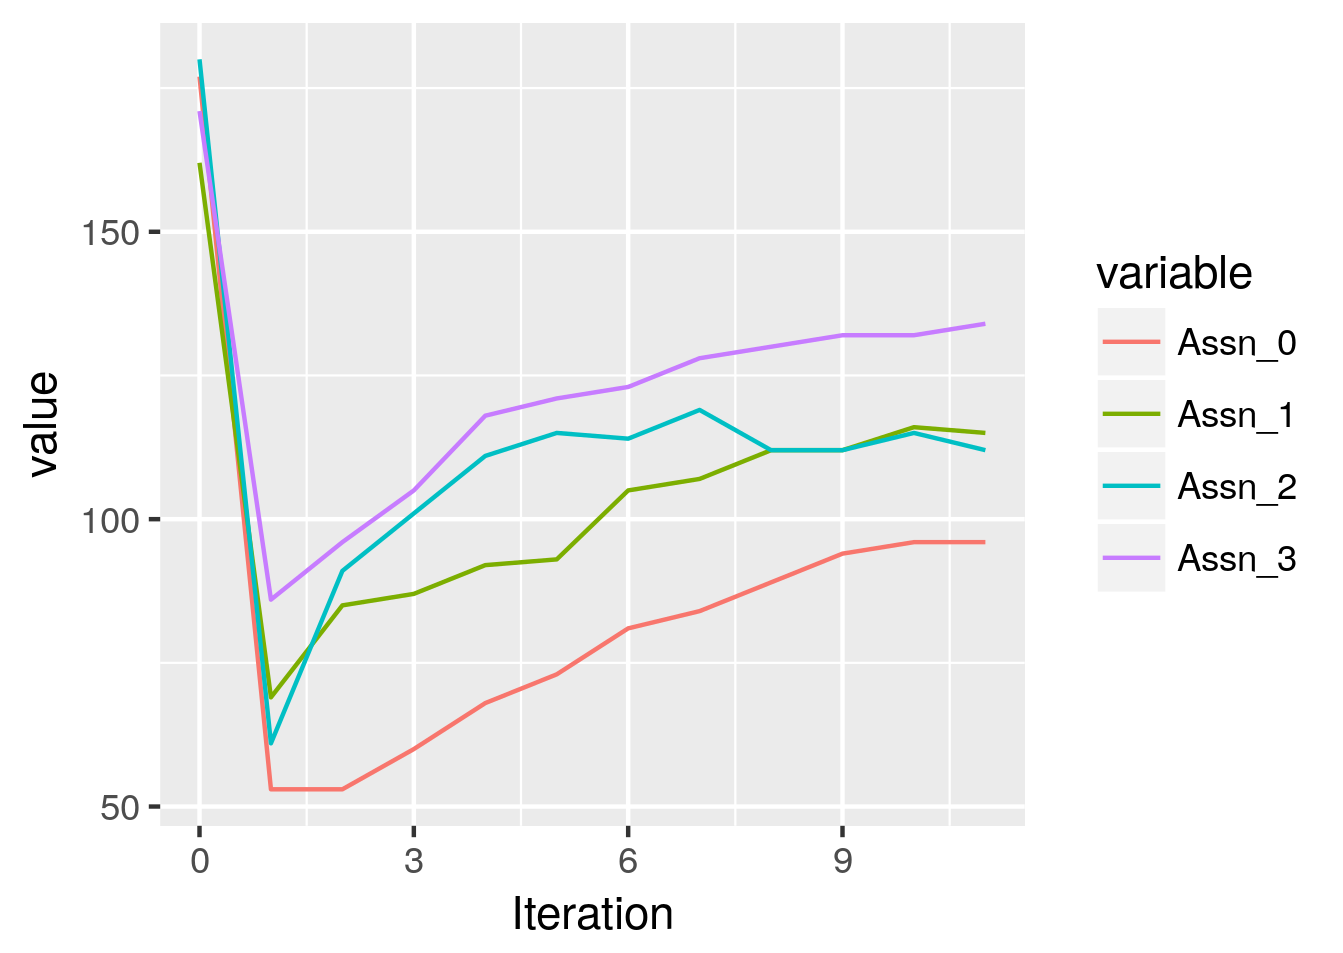 150
100
50
value
0 3 6 9
Iteration
variable
Assn_0
Assn_1
Assn_2
Assn_3